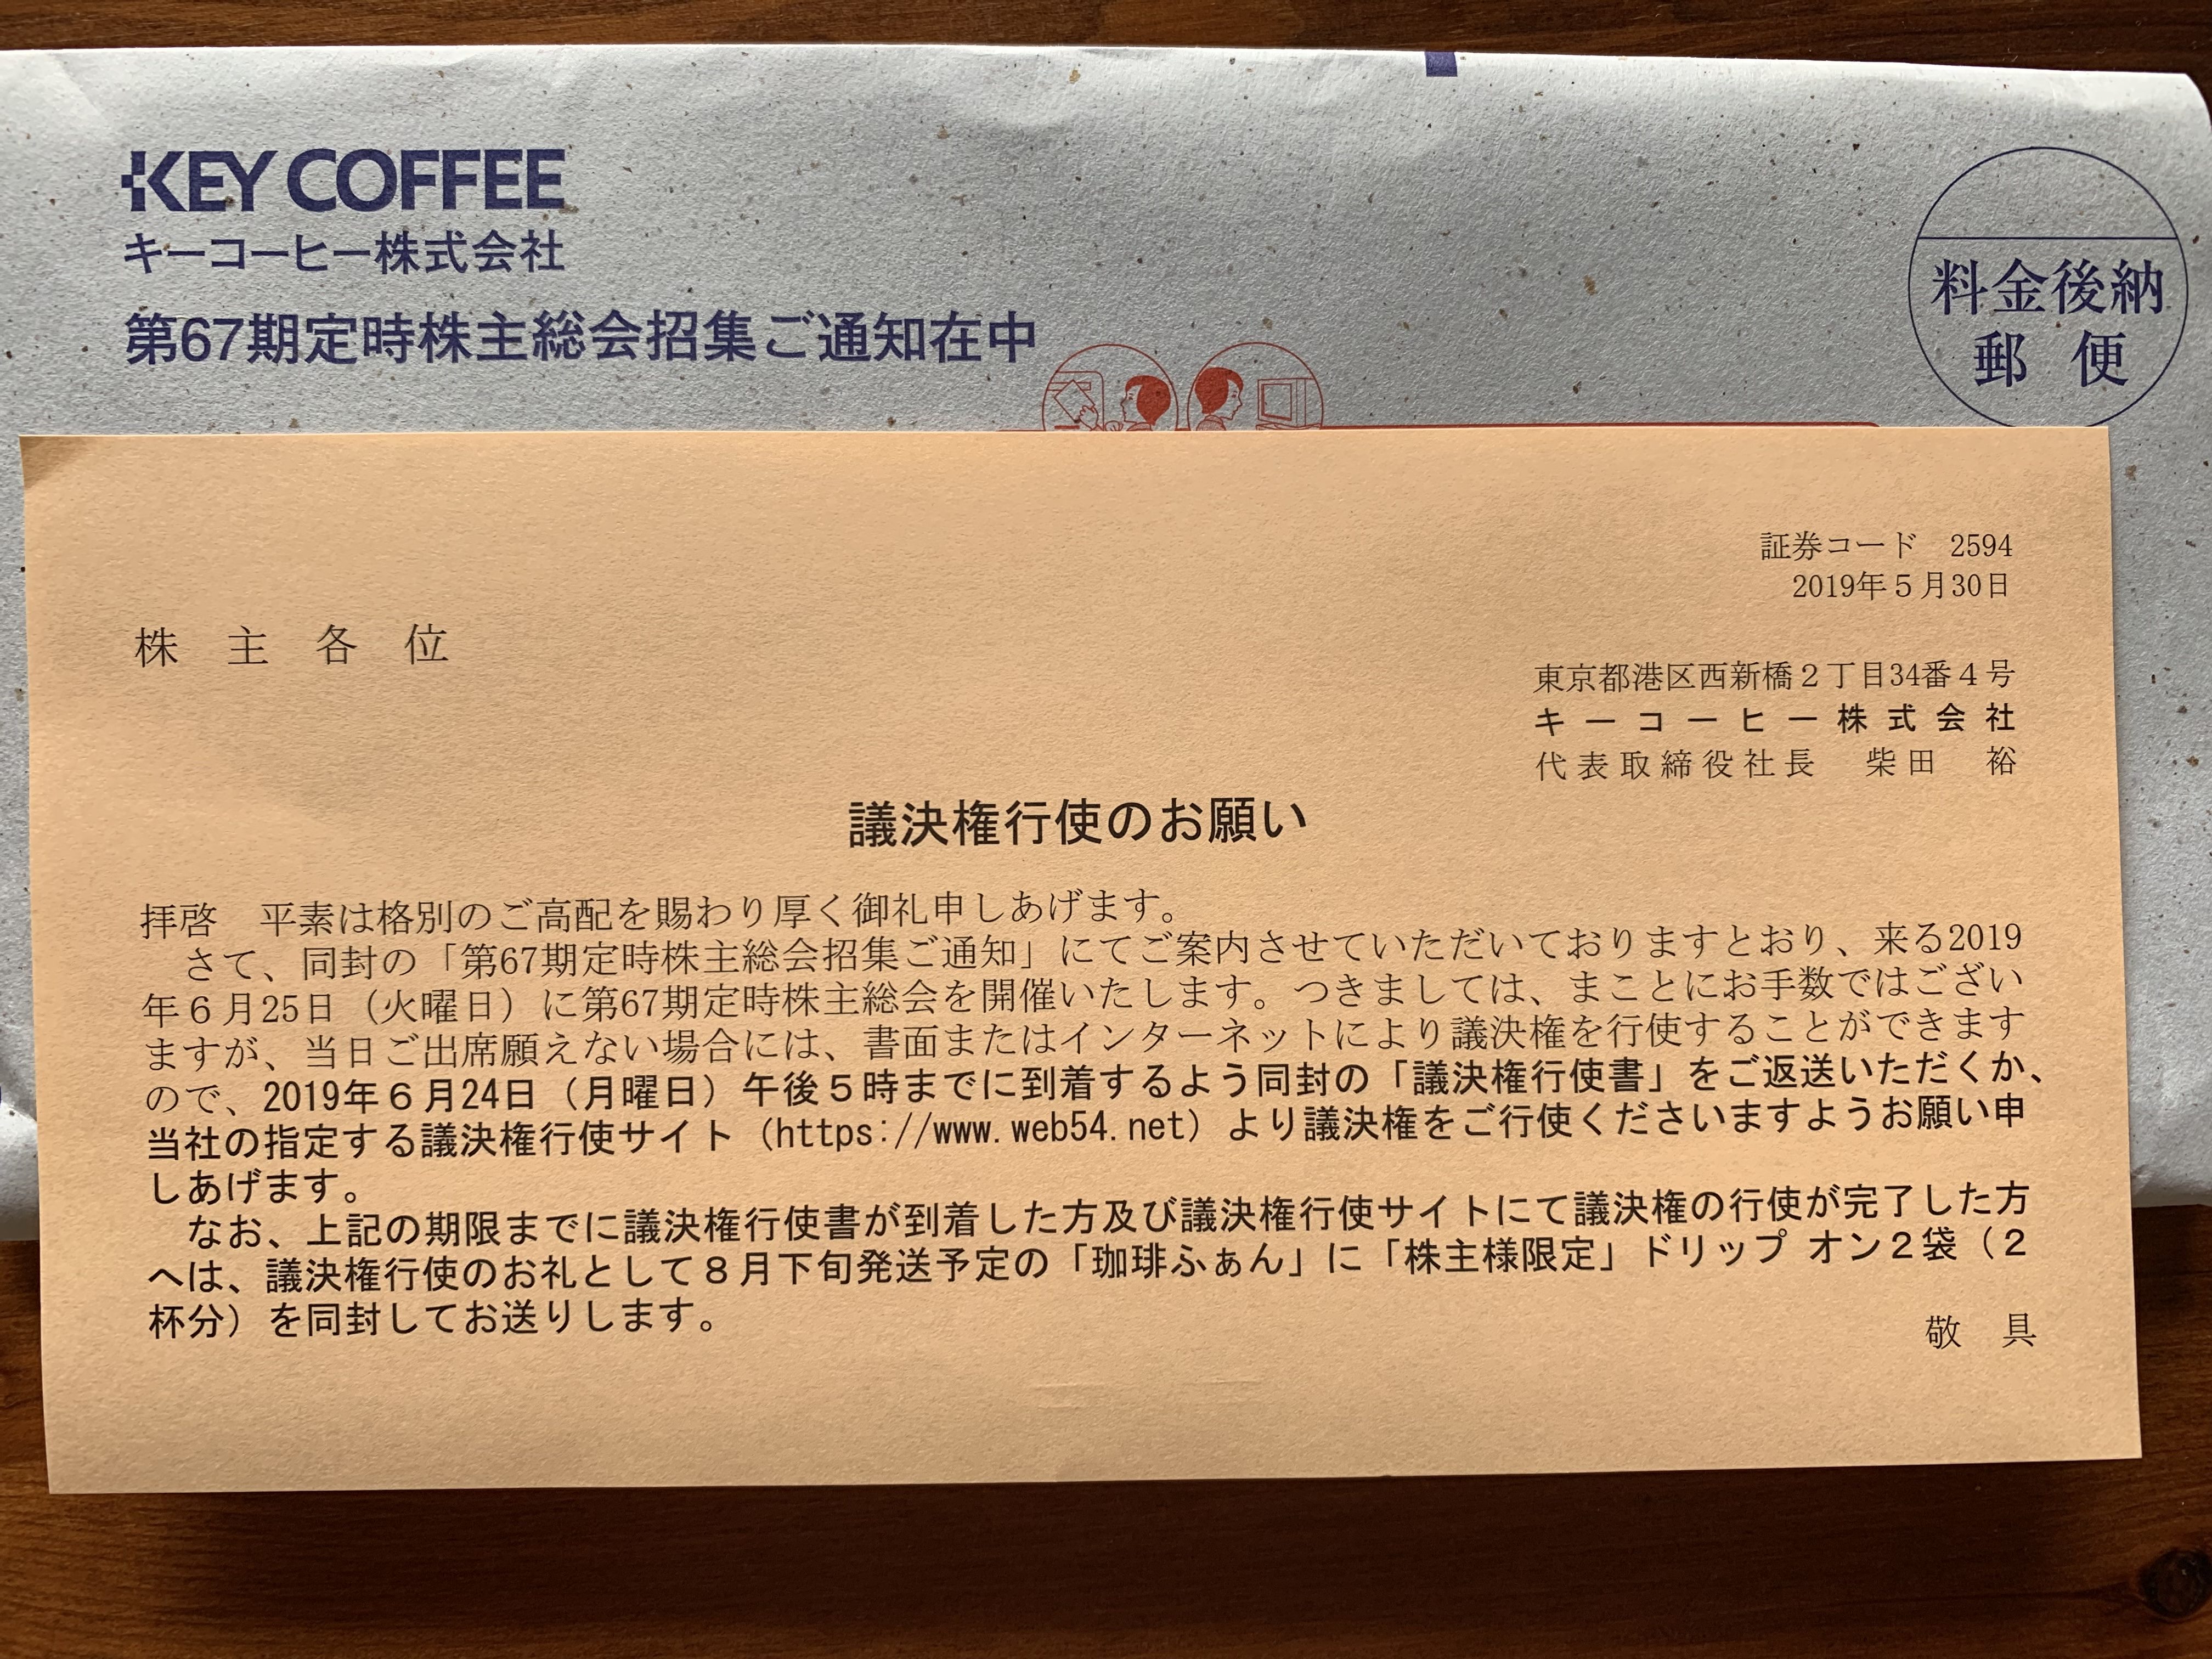 KEY COFFEE
キーコーヒー株式会社
第67期定時株主総会招集ご通知在中
料金後納
郵 便
証券コード 2594
2019年5月30日
株 主 各 位
東京都港区西新橋2丁目34番4号
キーコーヒー株式会社
代表取締役社長 柴田 裕
議決権行使のお願い
拝啓 平素は格別のご高配を賜わり厚く御礼申しあげます。
さて、同封の「第67期定時株主総会招集ご通知」にてご案内させていただいておりますとおり、来る2019
年6月25日(火曜日)に第67期定時株主総会を開催いたします。つきましては、まことにお手数ではござい
ますが、当日ご出席願えない場合には、書面またはインターネットにより議決権を行使することができます
ので、2019年6月24日(月曜日)午後5時までに到着するよう同封の「議決権行使書」をご返送いただくか、
当社の指定する議決権行使サイト(https://www.web54.net)より議決権をご行使くださいますようお願い申
しあげます。
なお、上記の期限までに議決権行使書が到着した方及び議決権行使サイトにて議決権の行使が完了した方
へは、議決権行使のお礼として8月下旬発送予定の「珈琲ふぁん」に「株主様限定」ドリップ オン2袋(2
杯分)を同封してお送りします。
敬 具